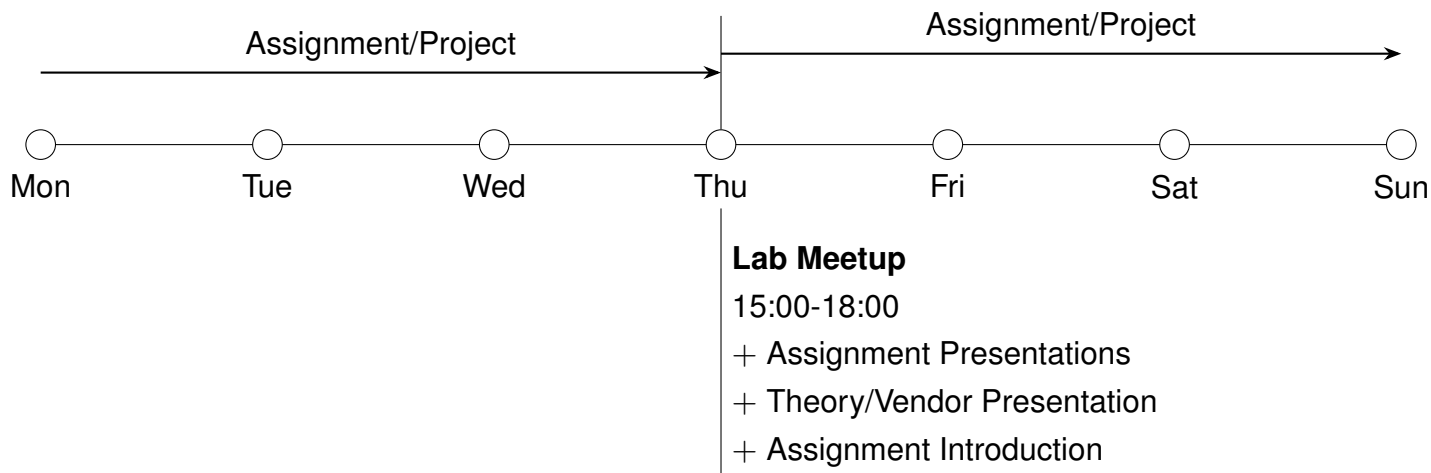 Assignment/Project
Assignment/Project
Mon
Tue
Wed
Thu
Fri
Sat
Sun
Lab Meetup
15:00-18:00
+ Assignment Presentations
+ Theory/Vendor Presentation
+ Assignment Introduction